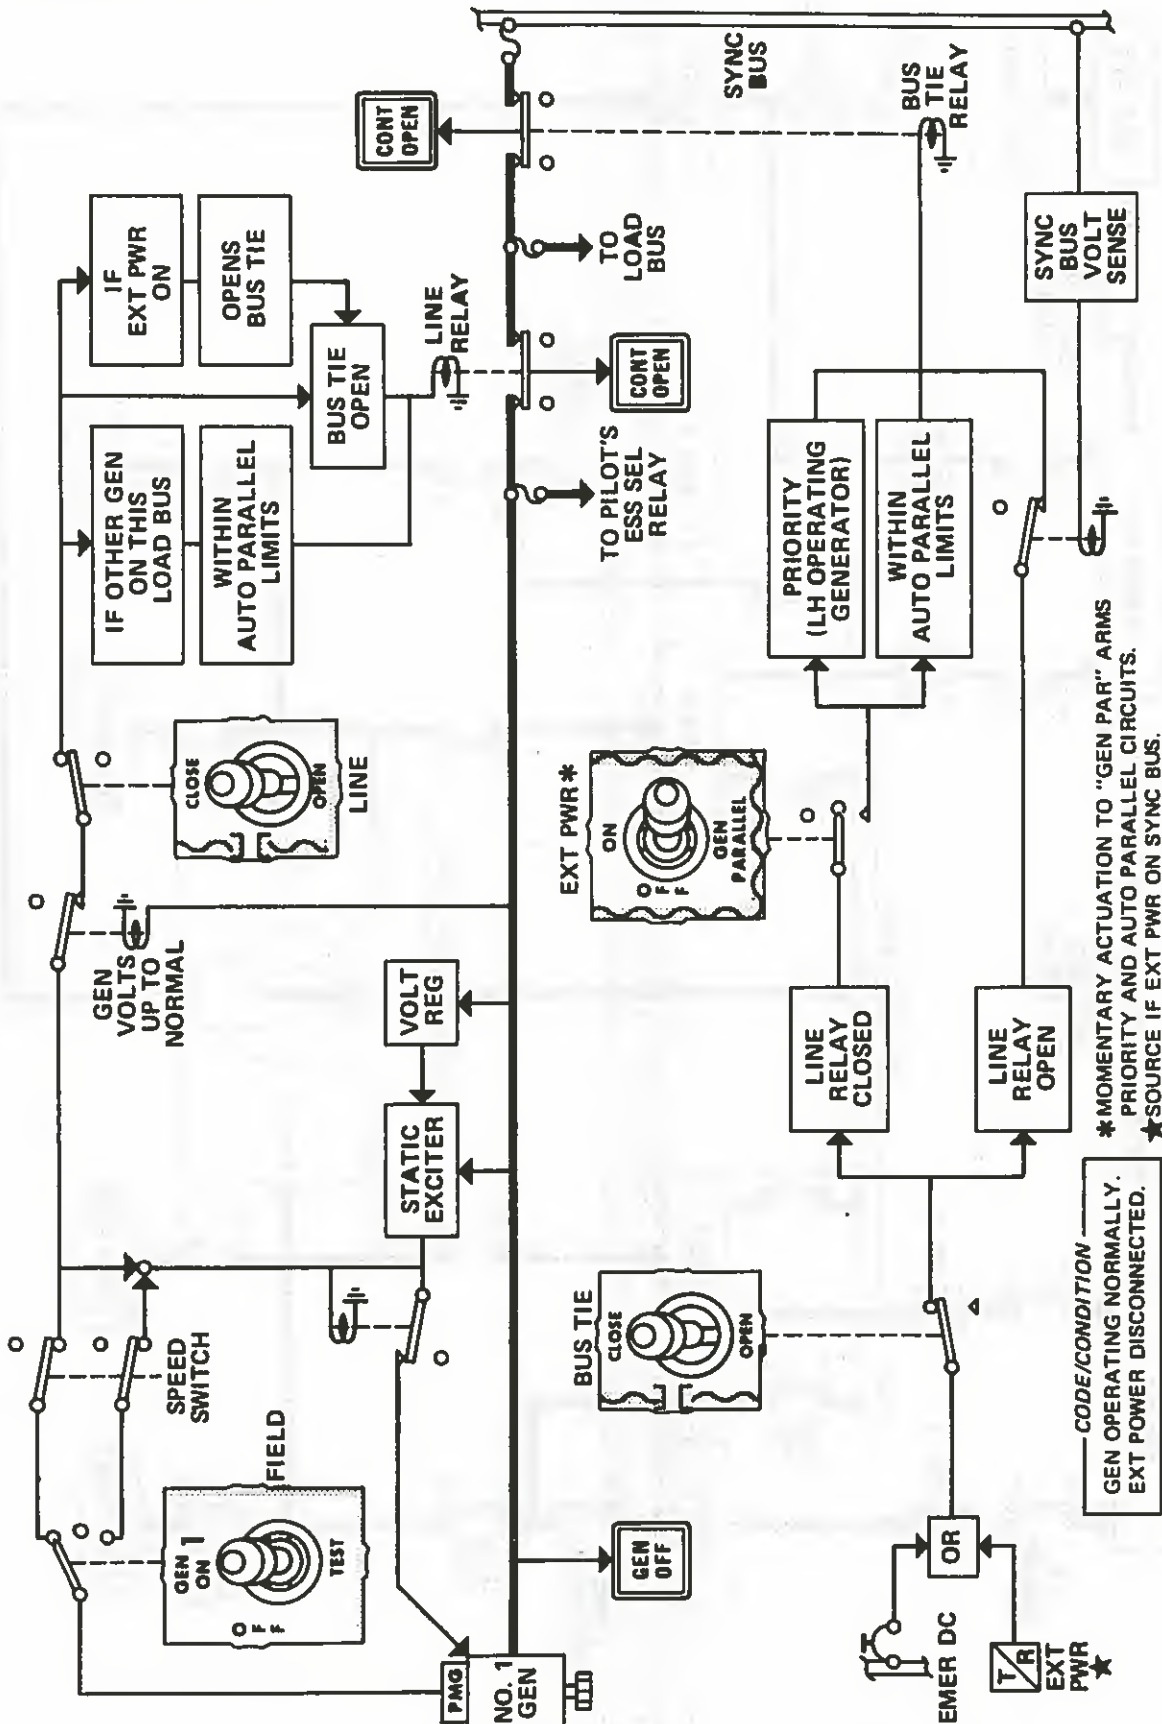 NO. 1
GEN
PMG
GEN 1
ON
OFF
TEST
FIELD
SPEED
SWITCH
GEN
OFF
STATIC
EXCITER
VOLT
REG
GEN
VOLTS
UP TO
NORMAL
CLOSE
OPEN
LINE
IF OTHER GEN
ON THIS
LOAD BUS
WITHIN
AUTO PARALLEL
LIMITS
IF
EXT PWR
ON
OPENS
BUS TIE
BUS TIE
OPEN
LINE
RELAY
TO PILOT'S
ESS SEL
RELAY
CONT
OPEN
TO
LOAD
BUS
CONT
OPEN
SYNC
BUS
BUS
TIE
RELAY
EMER DC
OR
T/R
EXT
PWR
★
BUS TIE
CLOSE
OPEN
LINE
RELAY
CLOSED
LINE
RELAY
OPEN
EXT PWR*
ON
OFF
GEN
PARALLEL
PRIORITY
(LH OPERATING
GENERATOR)
WITHIN
AUTO PARALLEL
LIMITS
SYNC
BUS
VOLT
SENSE
CODE/CONDITION
GEN OPERATING NORMALLY.
EXT POWER DISCONNECTED.
*MOMENTARY ACTUATION TO "GEN PAR" ARMS
PRIORITY AND AUTO PARALLEL CIRCUITS.
★SOURCE IF EXT PWR ON SYNC BUS.